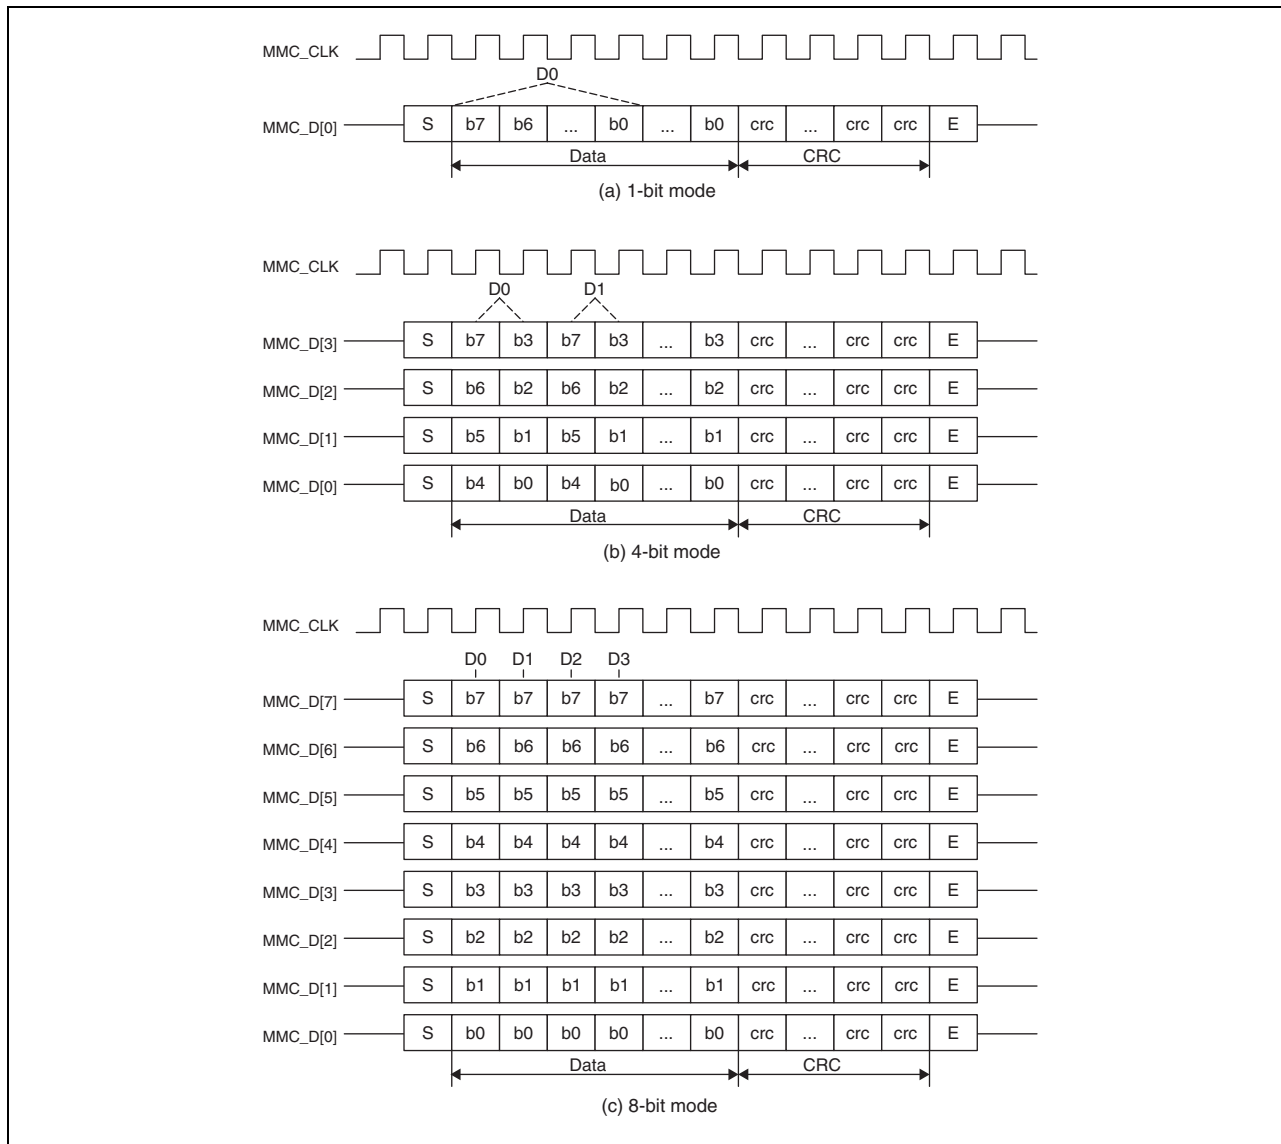 MMC_CLK
D0
MMC_D[0] S b7 b6 ... b0 ... b0 crc ... crc crc E
Data CRC
(a) 1-bit mode
MMC_CLK
D0 D1
MMC_D[3] S b7 b3 b7 b3 ... b3 crc ... crc crc E
MMC_D[2] S b6 b2 b6 b2 ... b2 crc ... crc crc E
MMC_D[1] S b5 b1 b5 b1 ... b1 crc ... crc crc E
MMC_D[0] S b4 b0 b4 b0 ... b0 crc ... crc crc E
Data CRC
(b) 4-bit mode
MMC_CLK
D0 D1 D2 D3
MMC_D[7] S b7 b7 b7 b7 ... b7 crc ... crc crc E
MMC_D[6] S b6 b6 b6 b6 ... b6 crc ... crc crc E
MMC_D[5] S b5 b5 b5 b5 ... b5 crc ... crc crc E
MMC_D[4] S b4 b4 b4 b4 ... b4 crc ... crc crc E
MMC_D[3] S b3 b3 b3 b3 ... b3 crc ... crc crc E
MMC_D[2] S b2 b2 b2 b2 ... b2 crc ... crc crc E
MMC_D[1] S b1 b1 b1 b1 ... b1 crc ... crc crc E
MMC_D[0] S b0 b0 b0 b0 ... b0 crc ... crc crc E
Data CRC
(c) 8-bit mode